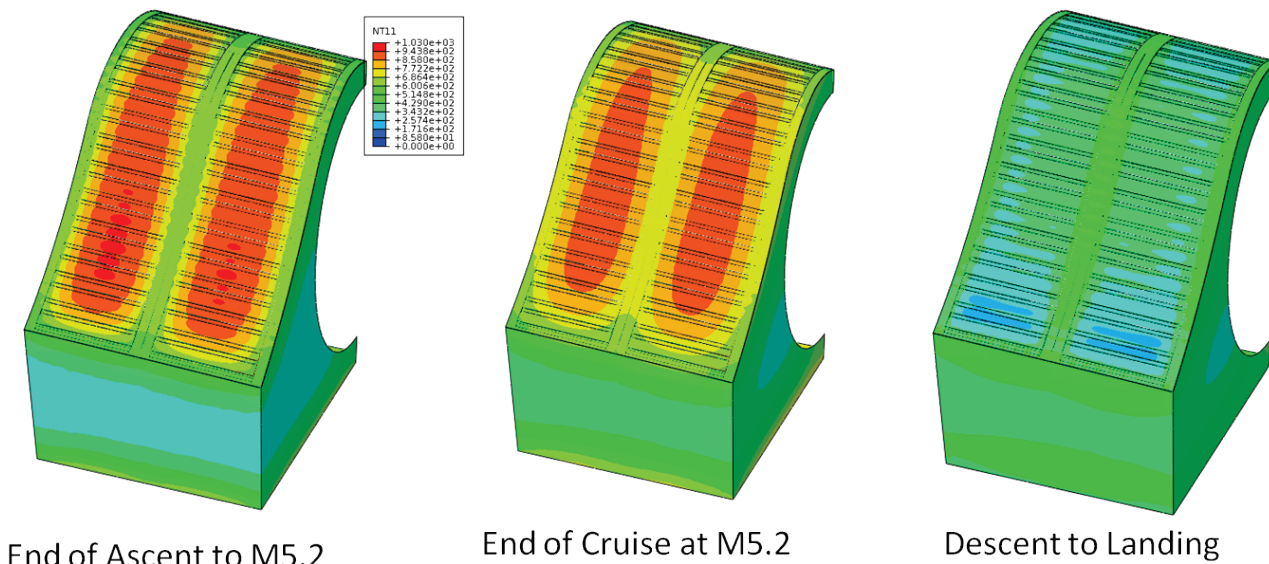 NT11
+1.030e+03
+9.438e+02
+8.580e+02
+7.722e+02
+6.864e+02
+6.006e+02
+5.148e+02
+4.290e+02
+3.432e+02
+2.574e+02
+1.716e+02
+8.580e+01
+0.000e+00
End of Ascent to M5.2
End of Cruise at M5.2
Descent to Landing